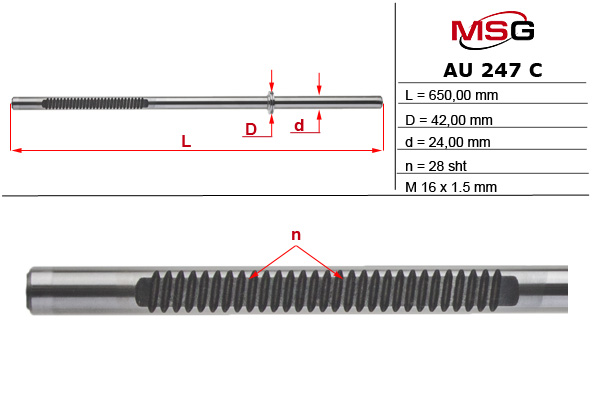 MSG
AU 247 C
L = 650,00 mm
D = 42,00 mm
d = 24,00 mm
n = 28 sht
M 16 x 1.5 mm
D
d
L
n